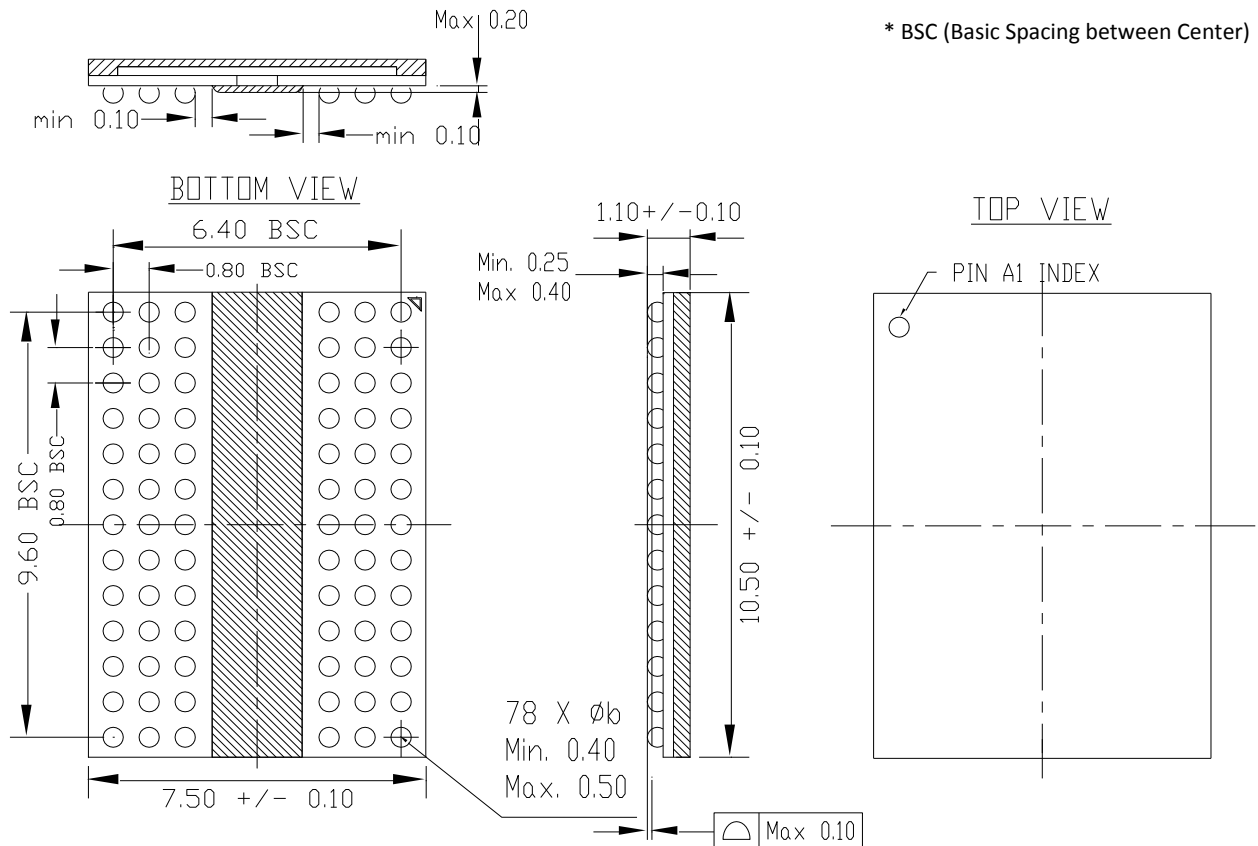 Max 0.20
* BSC (Basic Spacing between Center)
min 0.10
min 0.10
BOTTOM VIEW
6.40 BSC
0.80 BSC
1.10+/-0.10
Min. 0.25
Max 0.40
TOP VIEW
PIN A1 INDEX
9.60 BSC
0.80 BSC
10.50 +/- 0.10
78 X Øb
Min. 0.40
Max. 0.50
7.50 +/- 0.10
Max 0.10